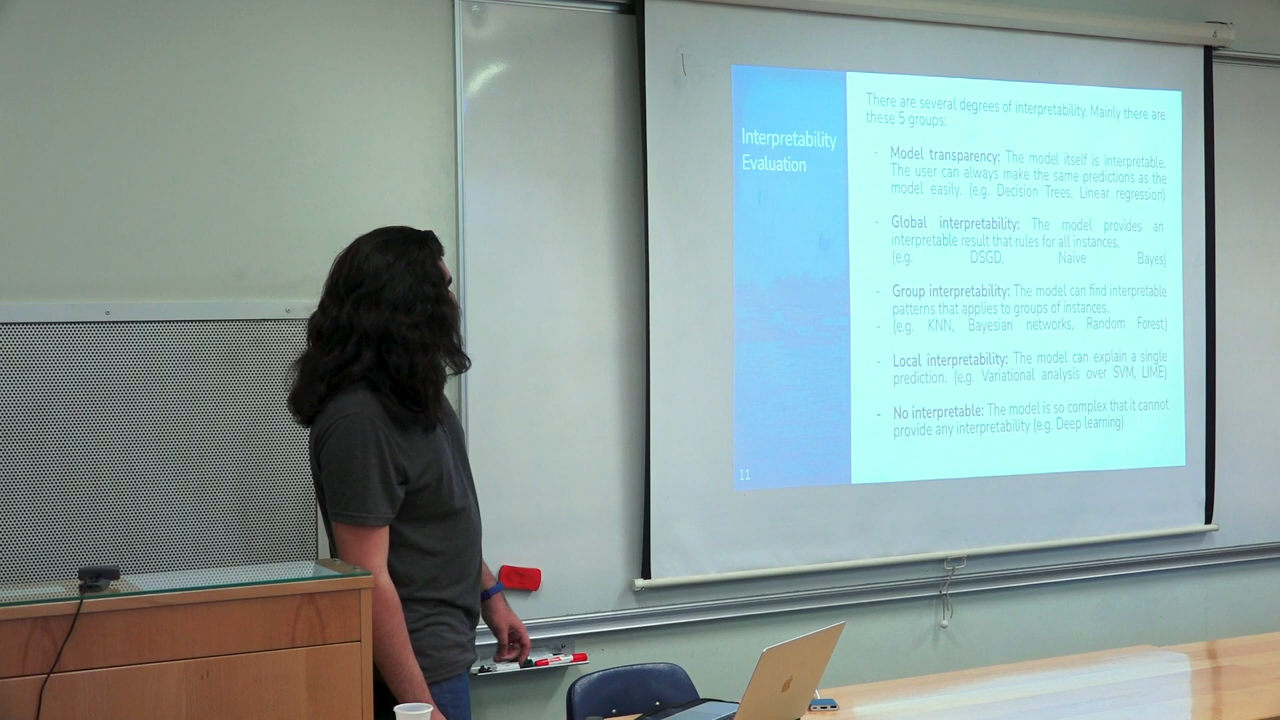 Interpretability
Evaluation
11
There are several degrees of interpretability. Mainly there are
these 5 groups:
- Model transparency: The model itself is interpretable.
The user can always make the same predictions as the
model easily. (e.g. Decision Trees, Linear regression)
- Global interpretability: The model provides an
interpretable result that rules for all instances.
(e.g. DSGD, Naive Bayes)
- Group interpretability: The model can find interpretable
patterns that applies to groups of instances.
- (e.g. KNN, Bayesian networks, Random Forest)
- Local interpretability: The model can explain a single
prediction. (e.g. Variational analysis over SVM, LIME)
- No interpretable: The model is so complex that it cannot
provide any interpretability (e.g. Deep learning)